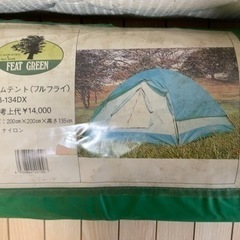 FEAT GREEN
ムテント(フルフライ)
-134DX
考上代¥14,000
:200cm×200cm×高さ135cm
ナイロン